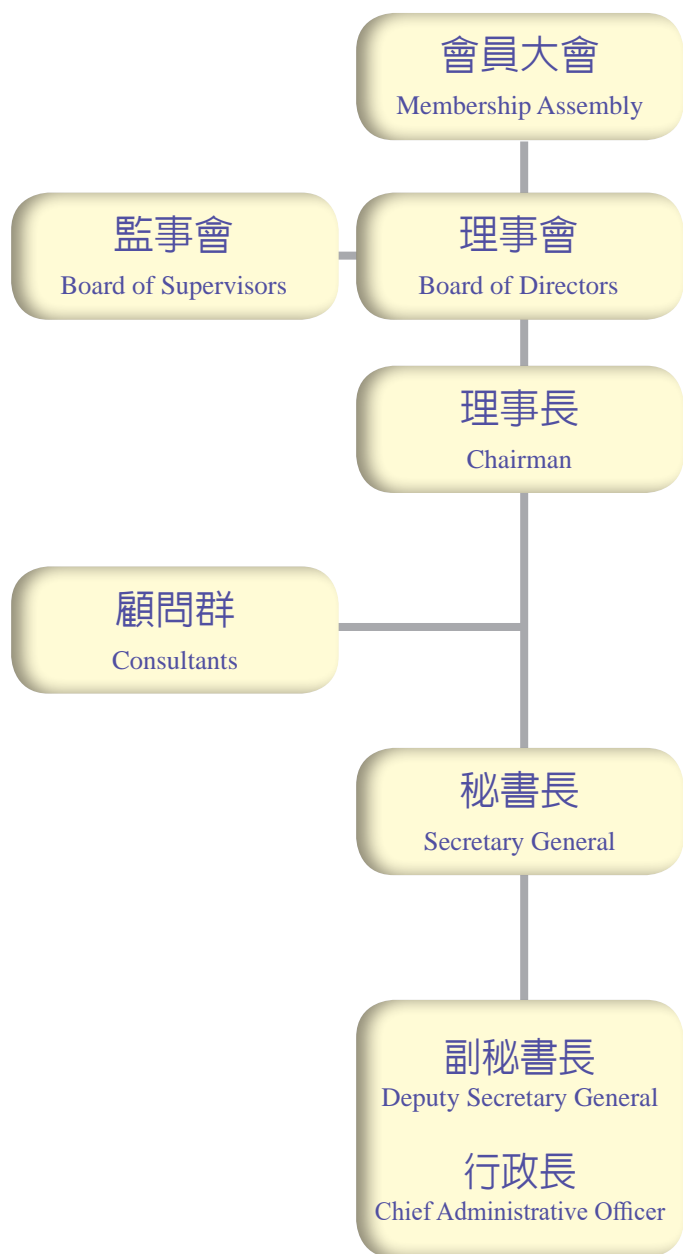 會員大會
Membership Assembly
監事會
Board of Supervisors
理事會
Board of Directors
理事長
Chairman
顧問群
Consultants
秘書長
Secretary General
副秘書長
Deputy Secretary General
行政長
Chief Administrative Officer